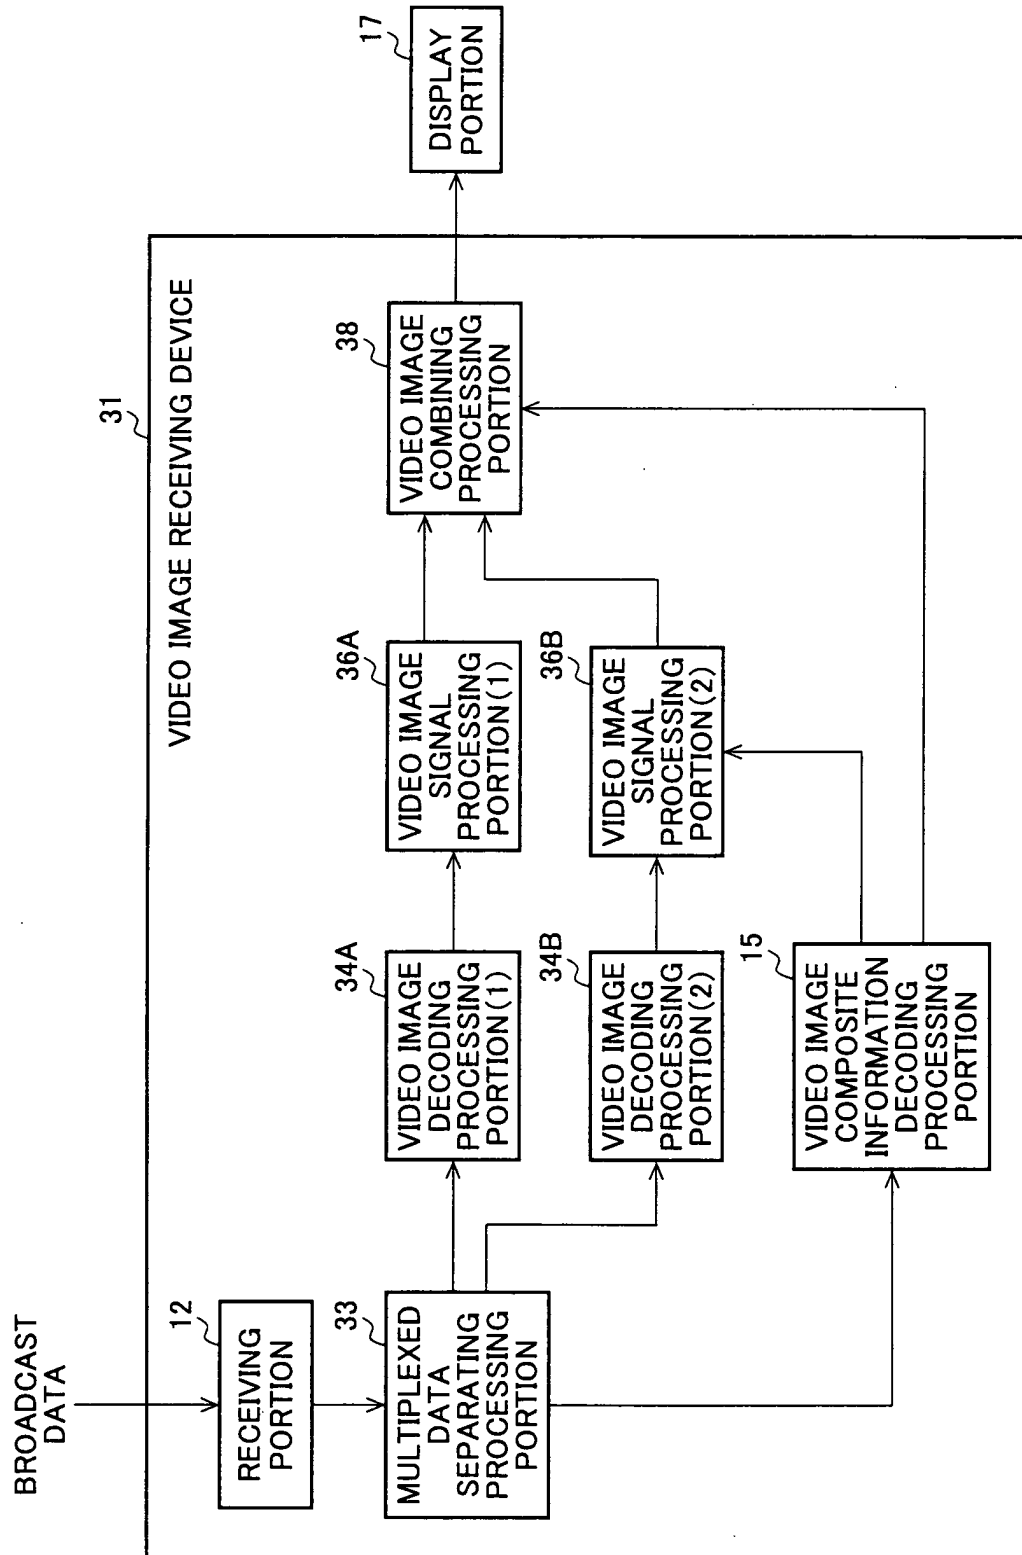 BROADCAST
DATA
31
VIDEO IMAGE RECEIVING DEVICE
12
RECEIVING
PORTION
33
MULTIPLEXED
DATA
SEPARATING
PROCESSING
PORTION
34A
VIDEO IMAGE
DECODING
PROCESSING
PORTION(1)
36A
VIDEO IMAGE
SIGNAL
PROCESSING
PORTION(1)
38
VIDEO IMAGE
COMBINING
PROCESSING
PORTION
17
DISPLAY
PORTION
34B
VIDEO IMAGE
DECODING
PROCESSING
PORTION(2)
36B
VIDEO IMAGE
SIGNAL
PROCESSING
PORTION(2)
15
VIDEO IMAGE
COMPOSITE
INFORMATION
DECODING
PROCESSING
PORTION